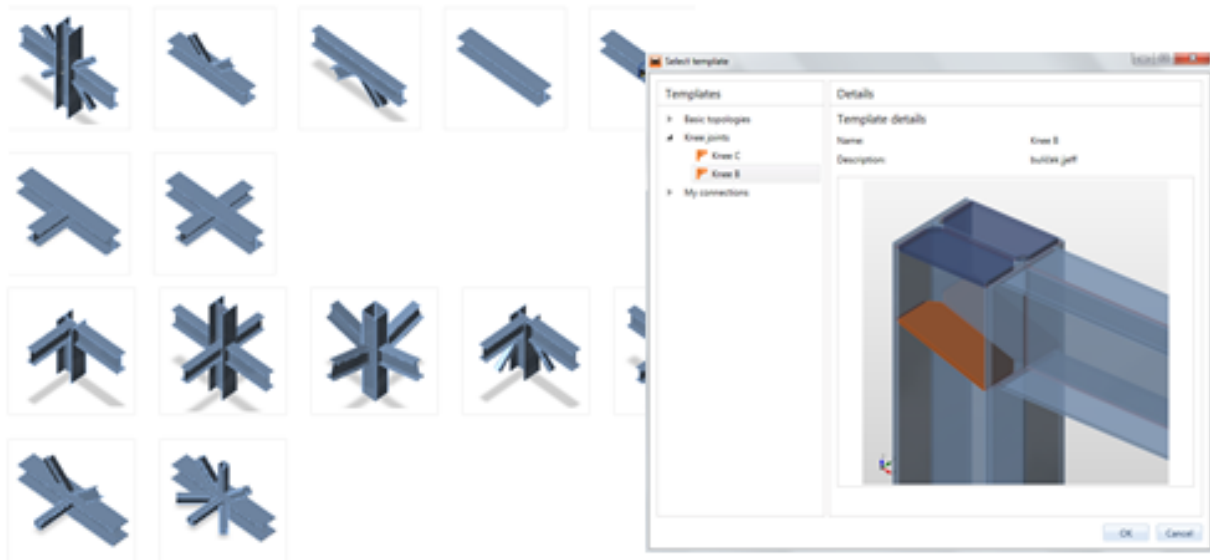 Select template
Templates
Basic topologies
Knee joints
Knee C
Knee B
My connections
Details
Template details
Name: Knee B
Description:
OK Cancel